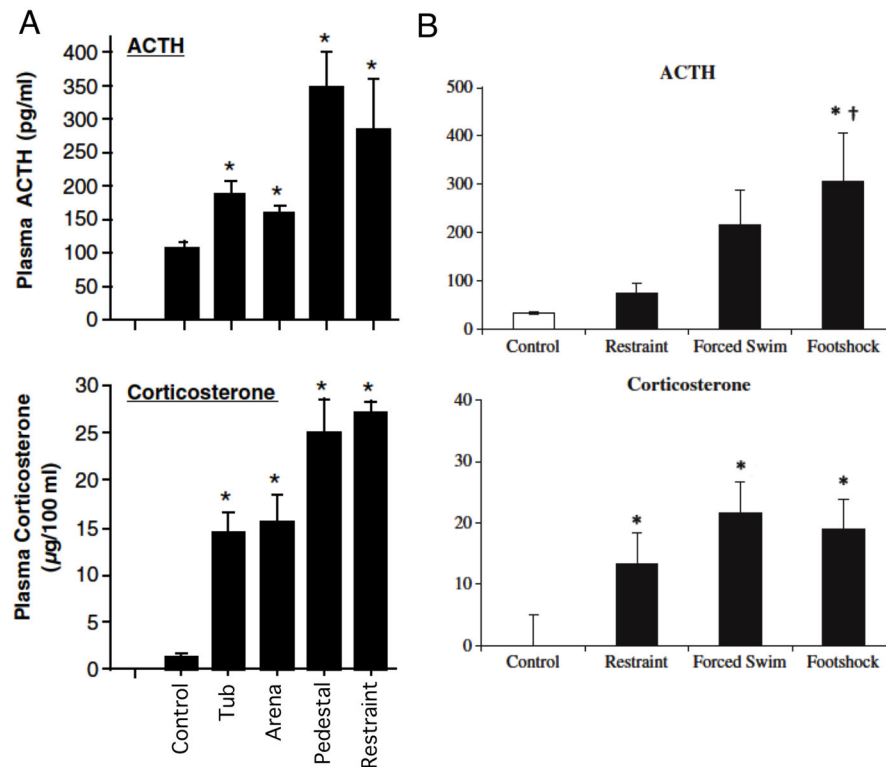 A
ACTH
Plasma ACTH (pg/ml)
400
350
300
250
200
150
100
50
0
*
*
*
*
Corticosterone
Plasma Corticosterone
(µg/100 ml)
30
25
20
15
10
5
0
*
*
*
*
Control
Tub
Arena
Pedestal
Restraint
B
ACTH
500
400
300
200
100
0
* †
Control Restraint Forced Swim Footshock
Corticosterone
40
30
20
10
0
*
*
*
Control Restraint Forced Swim Footshock